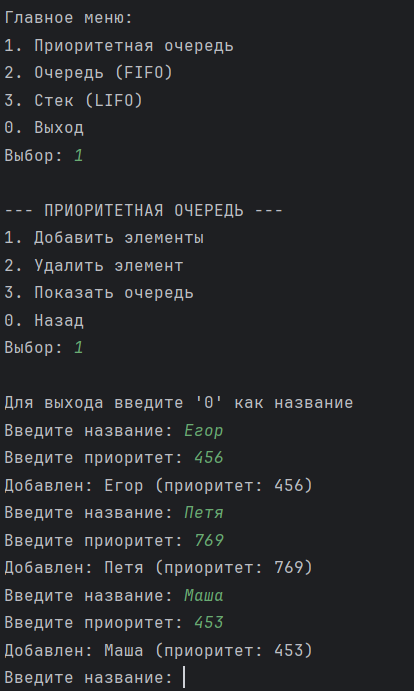 Главное меню:
1. Приоритетная очередь
2. Очередь (FIFO)
3. Стек (LIFO)
0. Выход
Выбор: 1
--- ПРИОРИТЕТНАЯ ОЧЕРЕДЬ ---
1. Добавить элементы
2. Удалить элемент
3. Показать очередь
0. Назад
Выбор: 1
Для выхода введите '0' как название
Введите название: Егор
Введите приоритет: 456
Добавлен: Егор (приоритет: 456)
Введите название: Петя
Введите приоритет: 769
Добавлен: Петя (приоритет: 769)
Введите название: Маша
Введите приоритет: 453
Добавлен: Маша (приоритет: 453)
Введите название: